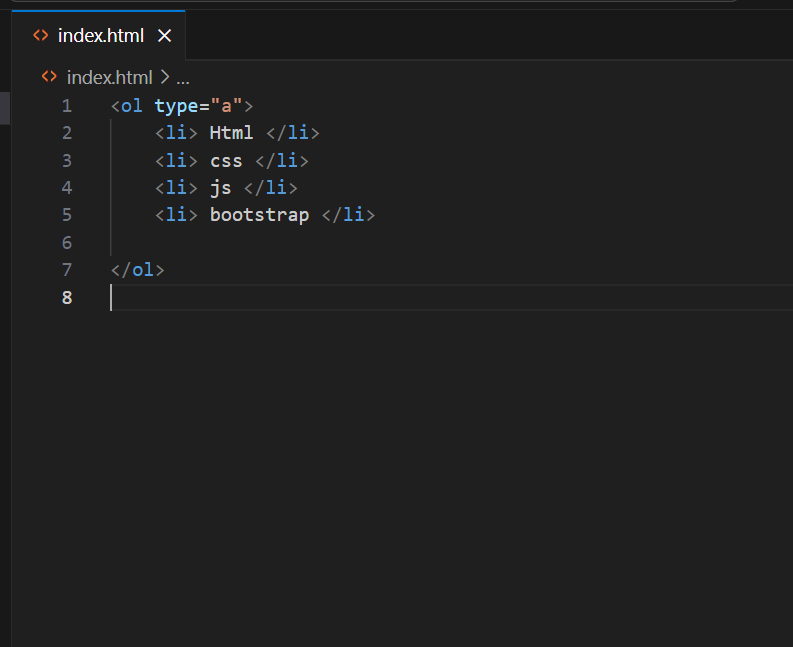 index.html
index.html > ...
1 <ol type="a">
2 <li> Html </li>
3 <li> css </li>
4 <li> js </li>
5 <li> bootstrap </li>
6
7 </ol>
8